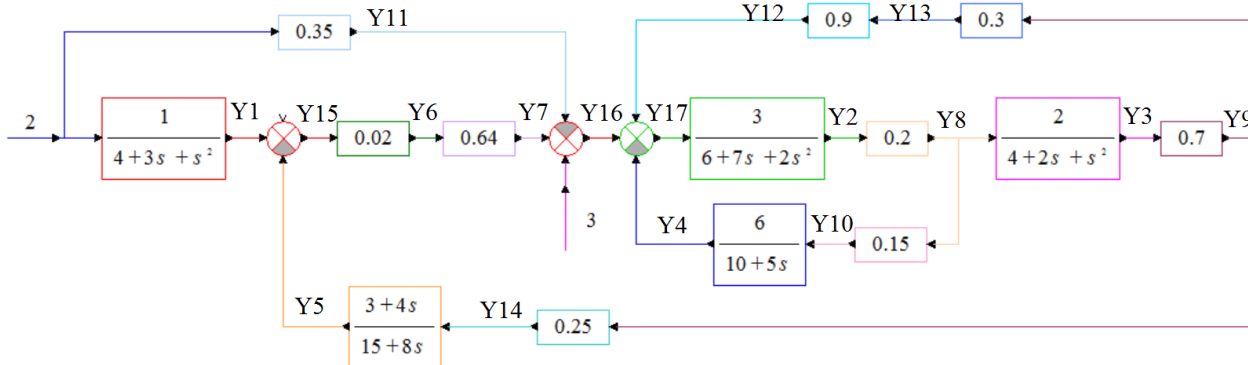 Y11
Y12
Y13
0.35
0.9
0.3
2
1
4+3s+s²
Y1
Y15
0.02
Y6
0.64
Y7
Y16
Y17
3
6+7s+2s²
Y2
0.2
Y8
2
4+2s+s²
Y3
0.7
Y9
3
Y4
6
10+5s
Y10
0.15
Y5
3+4s
15+8s
Y14
0.25